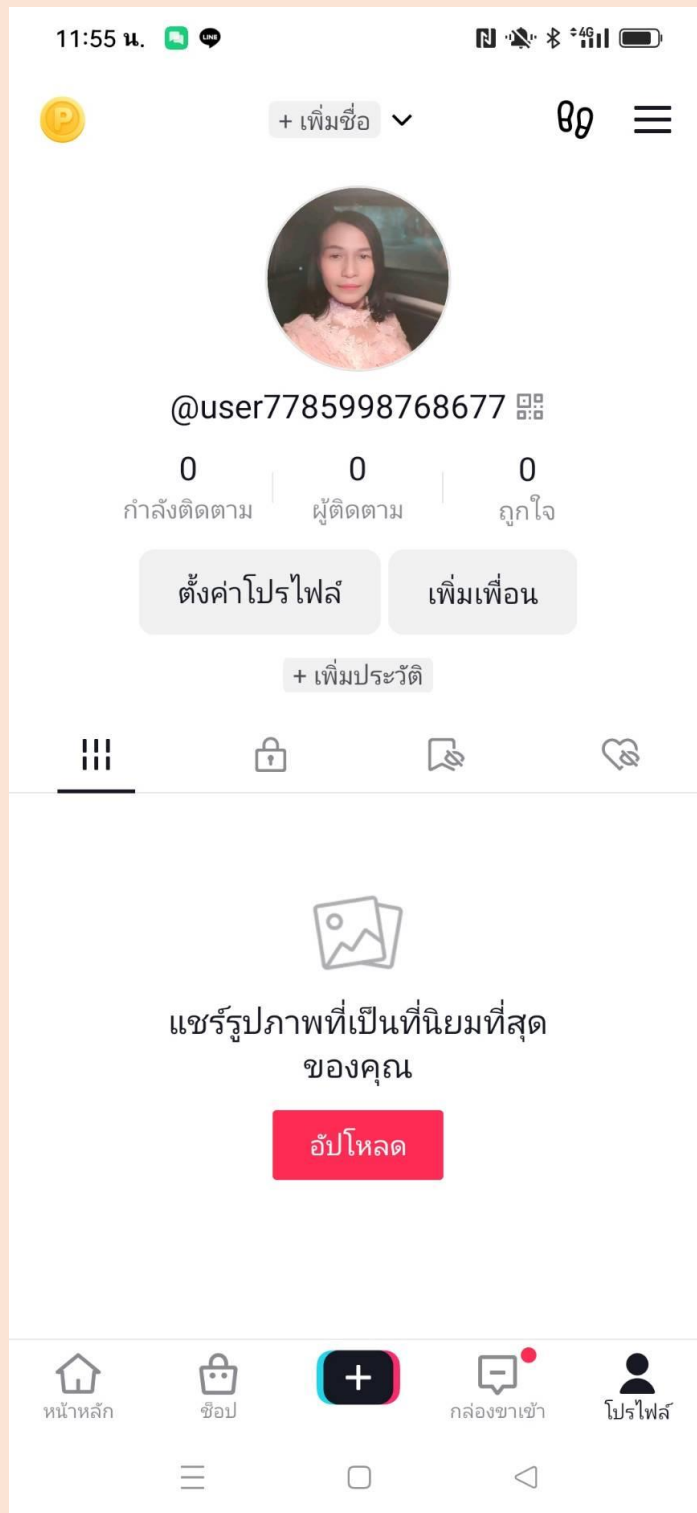 11:55 น. LINE 4G
P
+ เพิ่มชื่อ
@user7785998768677
0 0 0
กำลังติดตาม ผู้ติดตาม ถูกใจ
ตั้งค่าโปรไฟล์ เพิ่มเพื่อน
+ เพิ่มประวัติ
แชร์รูปภาพที่เป็นที่นิยมที่สุด
ของคุณ
อัปโหลด
หน้าหลัก ช็อป กล่องขาเข้า โปรไฟล์